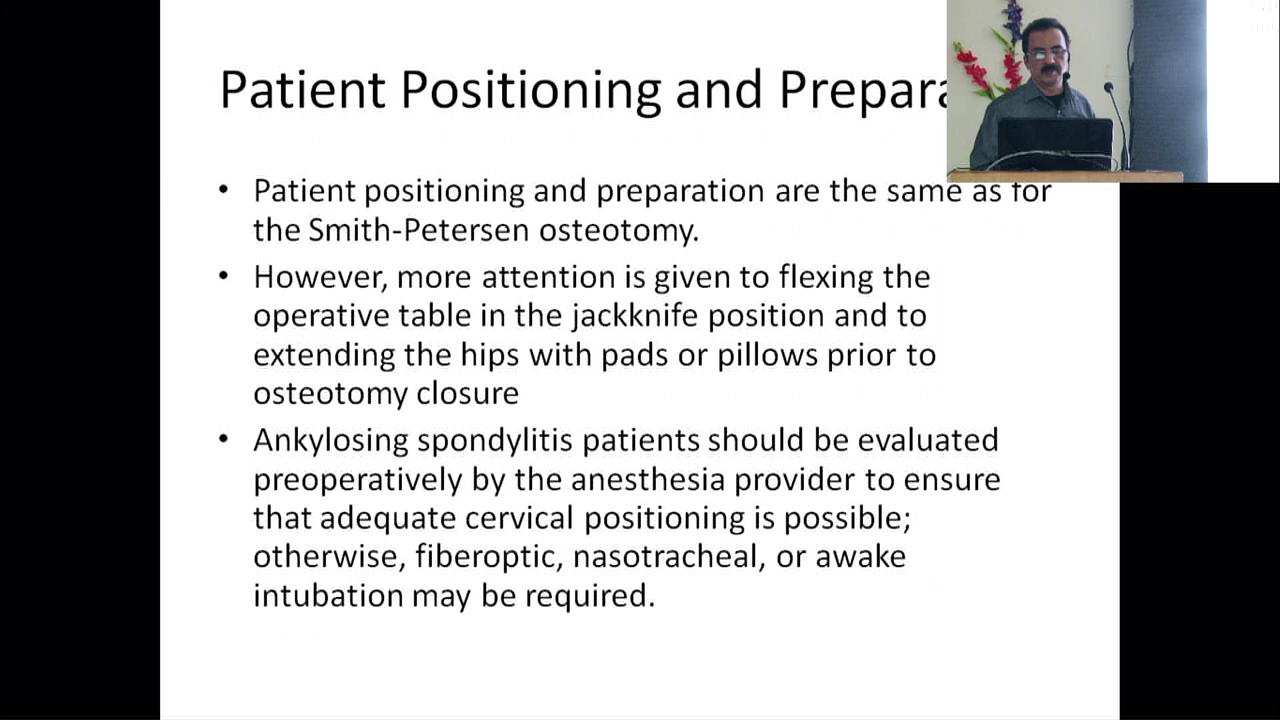 Patient Positioning and
• Patient positioning and preparation are the same as for
the Smith-Petersen osteotomy.
• However, more attention is given to flexing the
operative table in the jackknife position and to
extending the hips with pads or pillows prior to
osteotomy closure
• Ankylosing spondylitis patients should be evaluated
preoperatively by the anesthesia provider to ensure
that adequate cervical positioning is possible;
otherwise, fiberoptic, nasotracheal, or awake
intubation may be required.